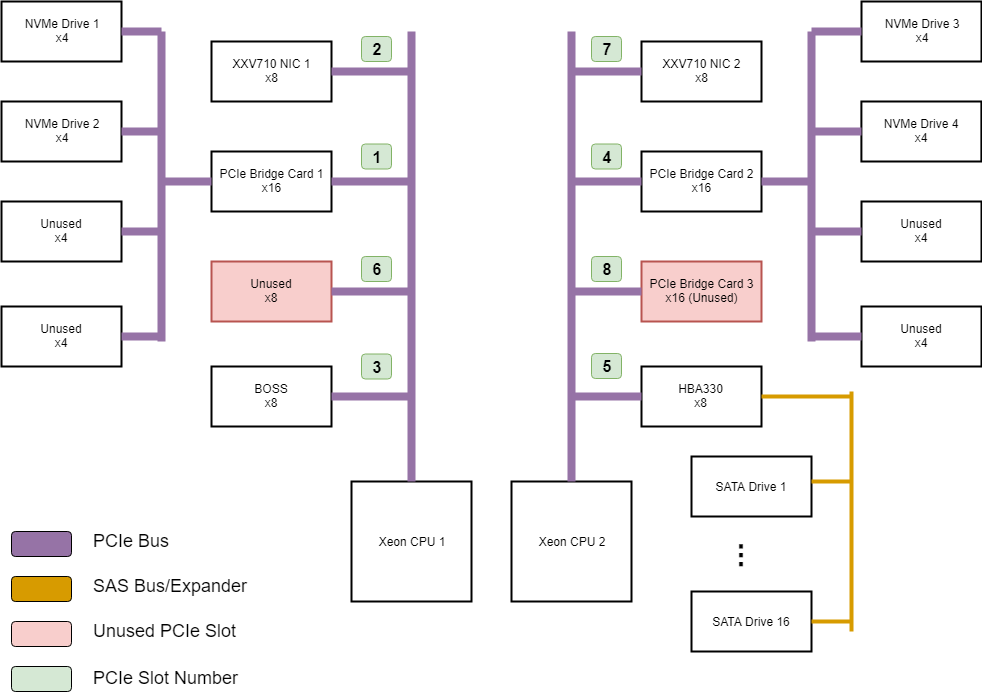 NVMe Drive 1
x4
NVMe Drive 2
x4
Unused
x4
Unused
x4
XXV710 NIC 1
x8
2
PCIe Bridge Card 1
x16
1
Unused
x8
6
BOSS
x8
3
Xeon CPU 1
7
XXV710 NIC 2
x8
4
PCIe Bridge Card 2
x16
8
PCIe Bridge Card 3
x16 (Unused)
5
HBA330
x8
Xeon CPU 2
NVMe Drive 3
x4
NVMe Drive 4
x4
Unused
x4
Unused
x4
SATA Drive 1
⋮
SATA Drive 16
PCIe Bus
SAS Bus/Expander
Unused PCIe Slot
PCIe Slot Number